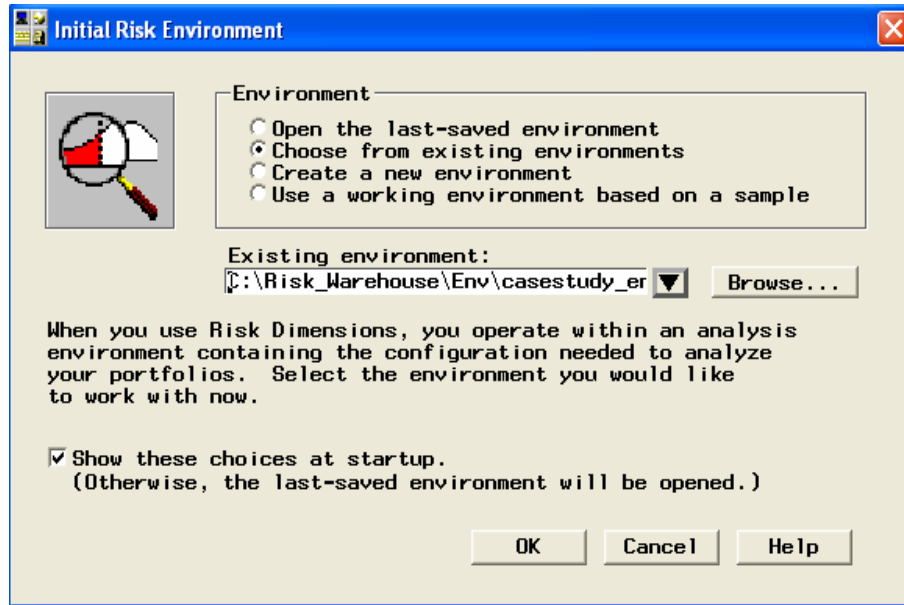 Initial Risk Environment
Environment
Open the last-saved environment
Choose from existing environments
Create a new environment
Use a working environment based on a sample
Existing environment:
C:\Risk_Warehouse\Env\casestudy_er
Browse...
When you use Risk Dimensions, you operate within an analysis
environment containing the configuration needed to analyze
your portfolios.  Select the environment you would like
to work with now.
Show these choices at startup.
(Otherwise, the last-saved environment will be opened.)
OK
Cancel
Help